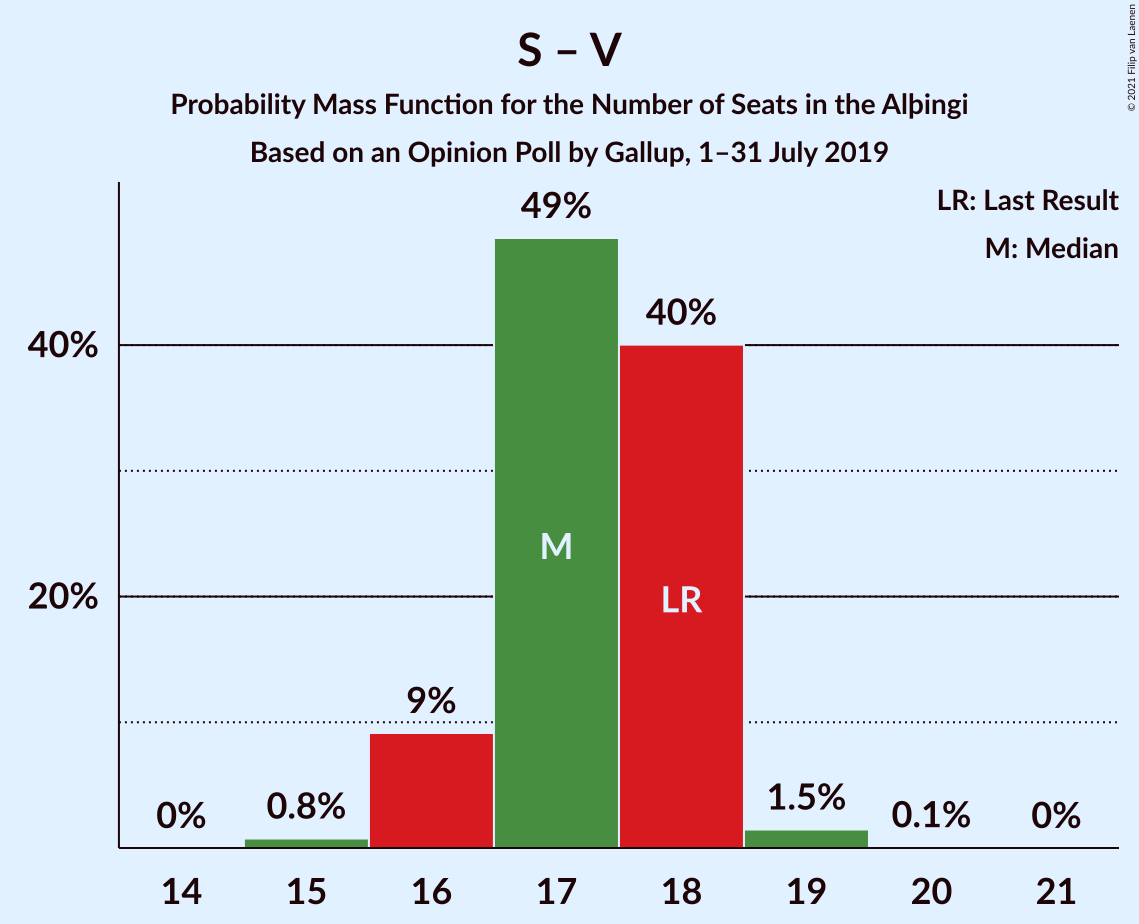 S – V
Probability Mass Function for the Number of Seats in the Alþingi
Based on an Opinion Poll by Gallup, 1–31 July 2019
© 2021 Filip van Laenen
LR: Last Result
M: Median
40%
20%
0%
0.8%
9%
49%
40%
1.5%
0.1%
0%
M
LR
14 15 16 17 18 19 20 21